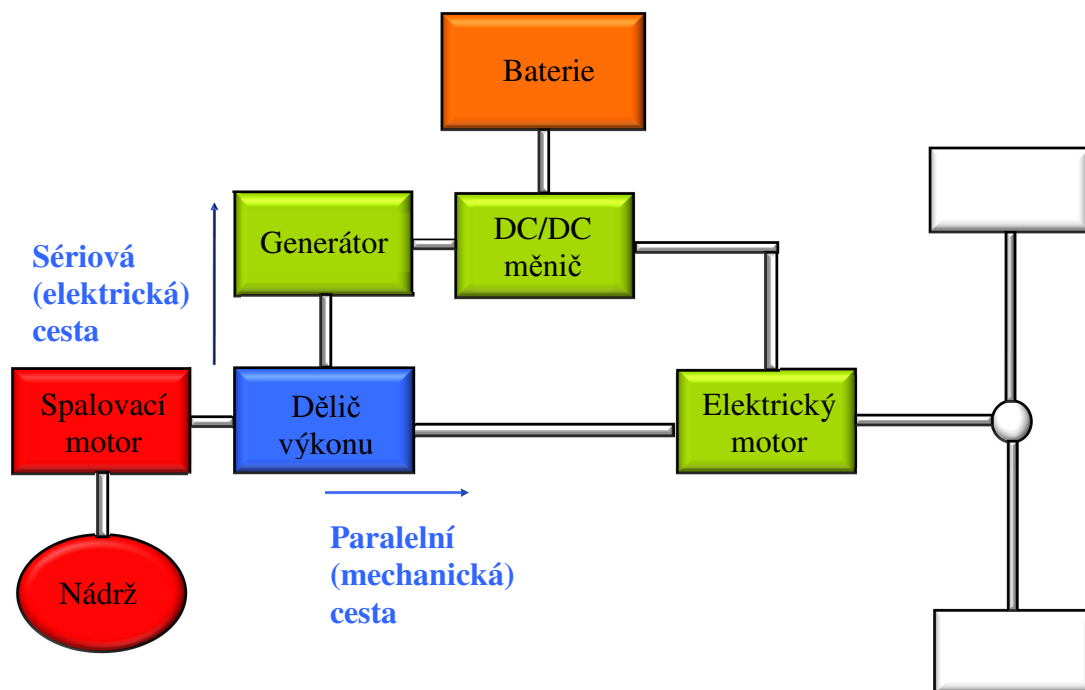 Baterie
Generátor
DC/DC
měnič
Sériová
(elektrická)
cesta
Spalovací
motor
Dělič
výkonu
Elektrický
motor
Paralelní
(mechanická)
cesta
Nádrž